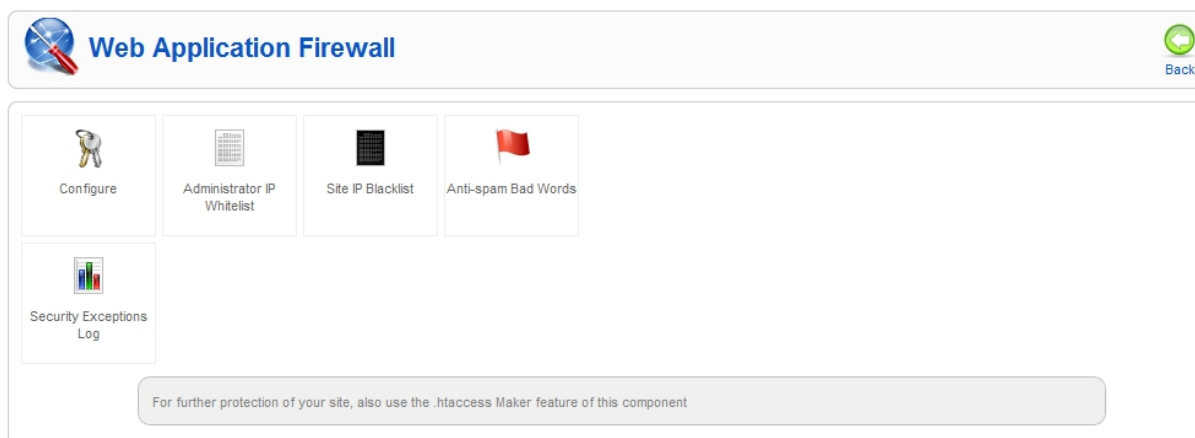 Web Application Firewall
Back
Configure
Administrator IP
Whitelist
Site IP Blacklist
Anti-spam Bad Words
Security Exceptions
Log
For further protection of your site, also use the .htaccess Maker feature of this component